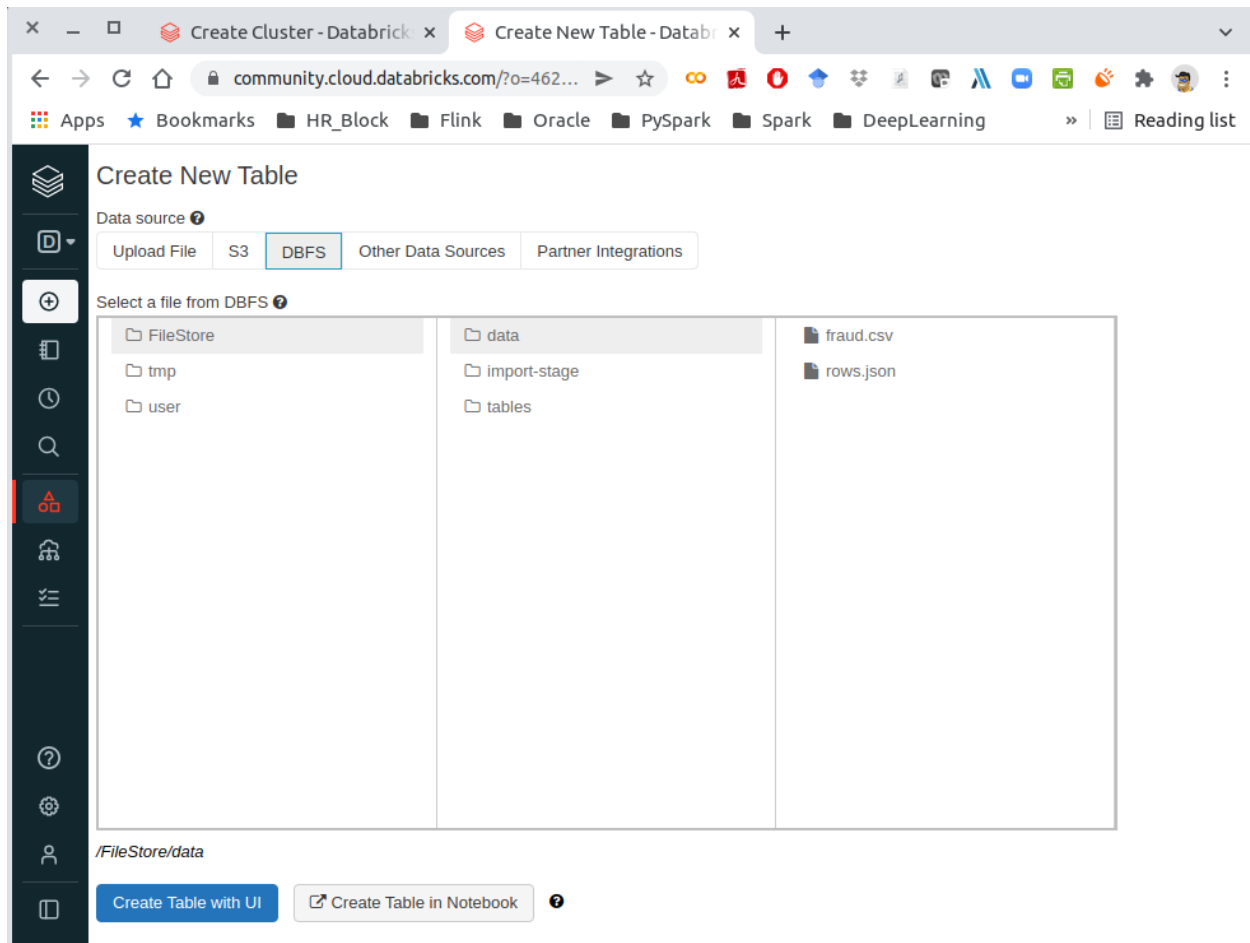 Create Cluster - Databrick
Create New Table - Databr
community.cloud.databricks.com/?o=462...
Apps
Bookmarks
HR_Block
Flink
Oracle
PySpark
Spark
DeepLearning
»
Reading list
Create New Table
Data source
D
Upload File
S3
DBFS
Other Data Sources
Partner Integrations
Select a file from DBFS
FileStore
data
fraud.csv
tmp
import-stage
rows.json
user
tables
/FileStore/data
Create Table with UI
Create Table in Notebook